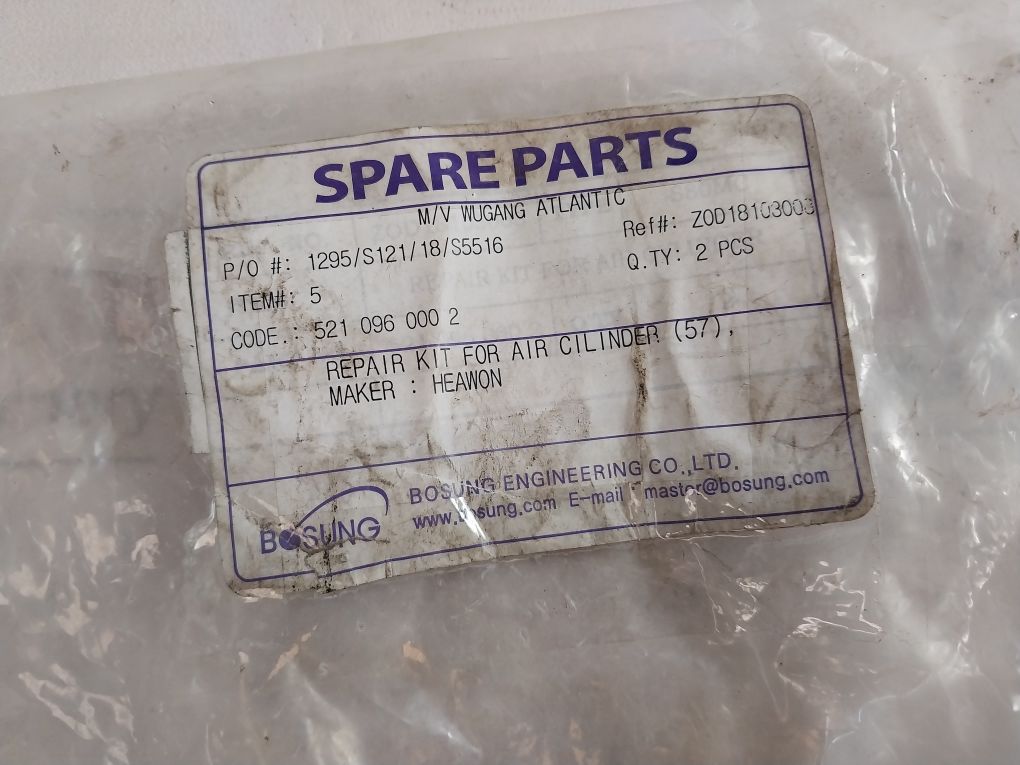 SPARE PARTS
M/V WUGANG ATLANTIC
P/O #: 1295/S121/18/S5516 Ref#: ZOD18103003
ITEM#: 5 Q.TY: 2 PCS
CODE.: 521 096 000 2
REPAIR KIT FOR AIR CILINDER (57),
MAKER : HEAWON
BOSUNG
BOSUNG ENGINEERING CO.,LTD.
www.bosung.com E-mail : master@bosung.com